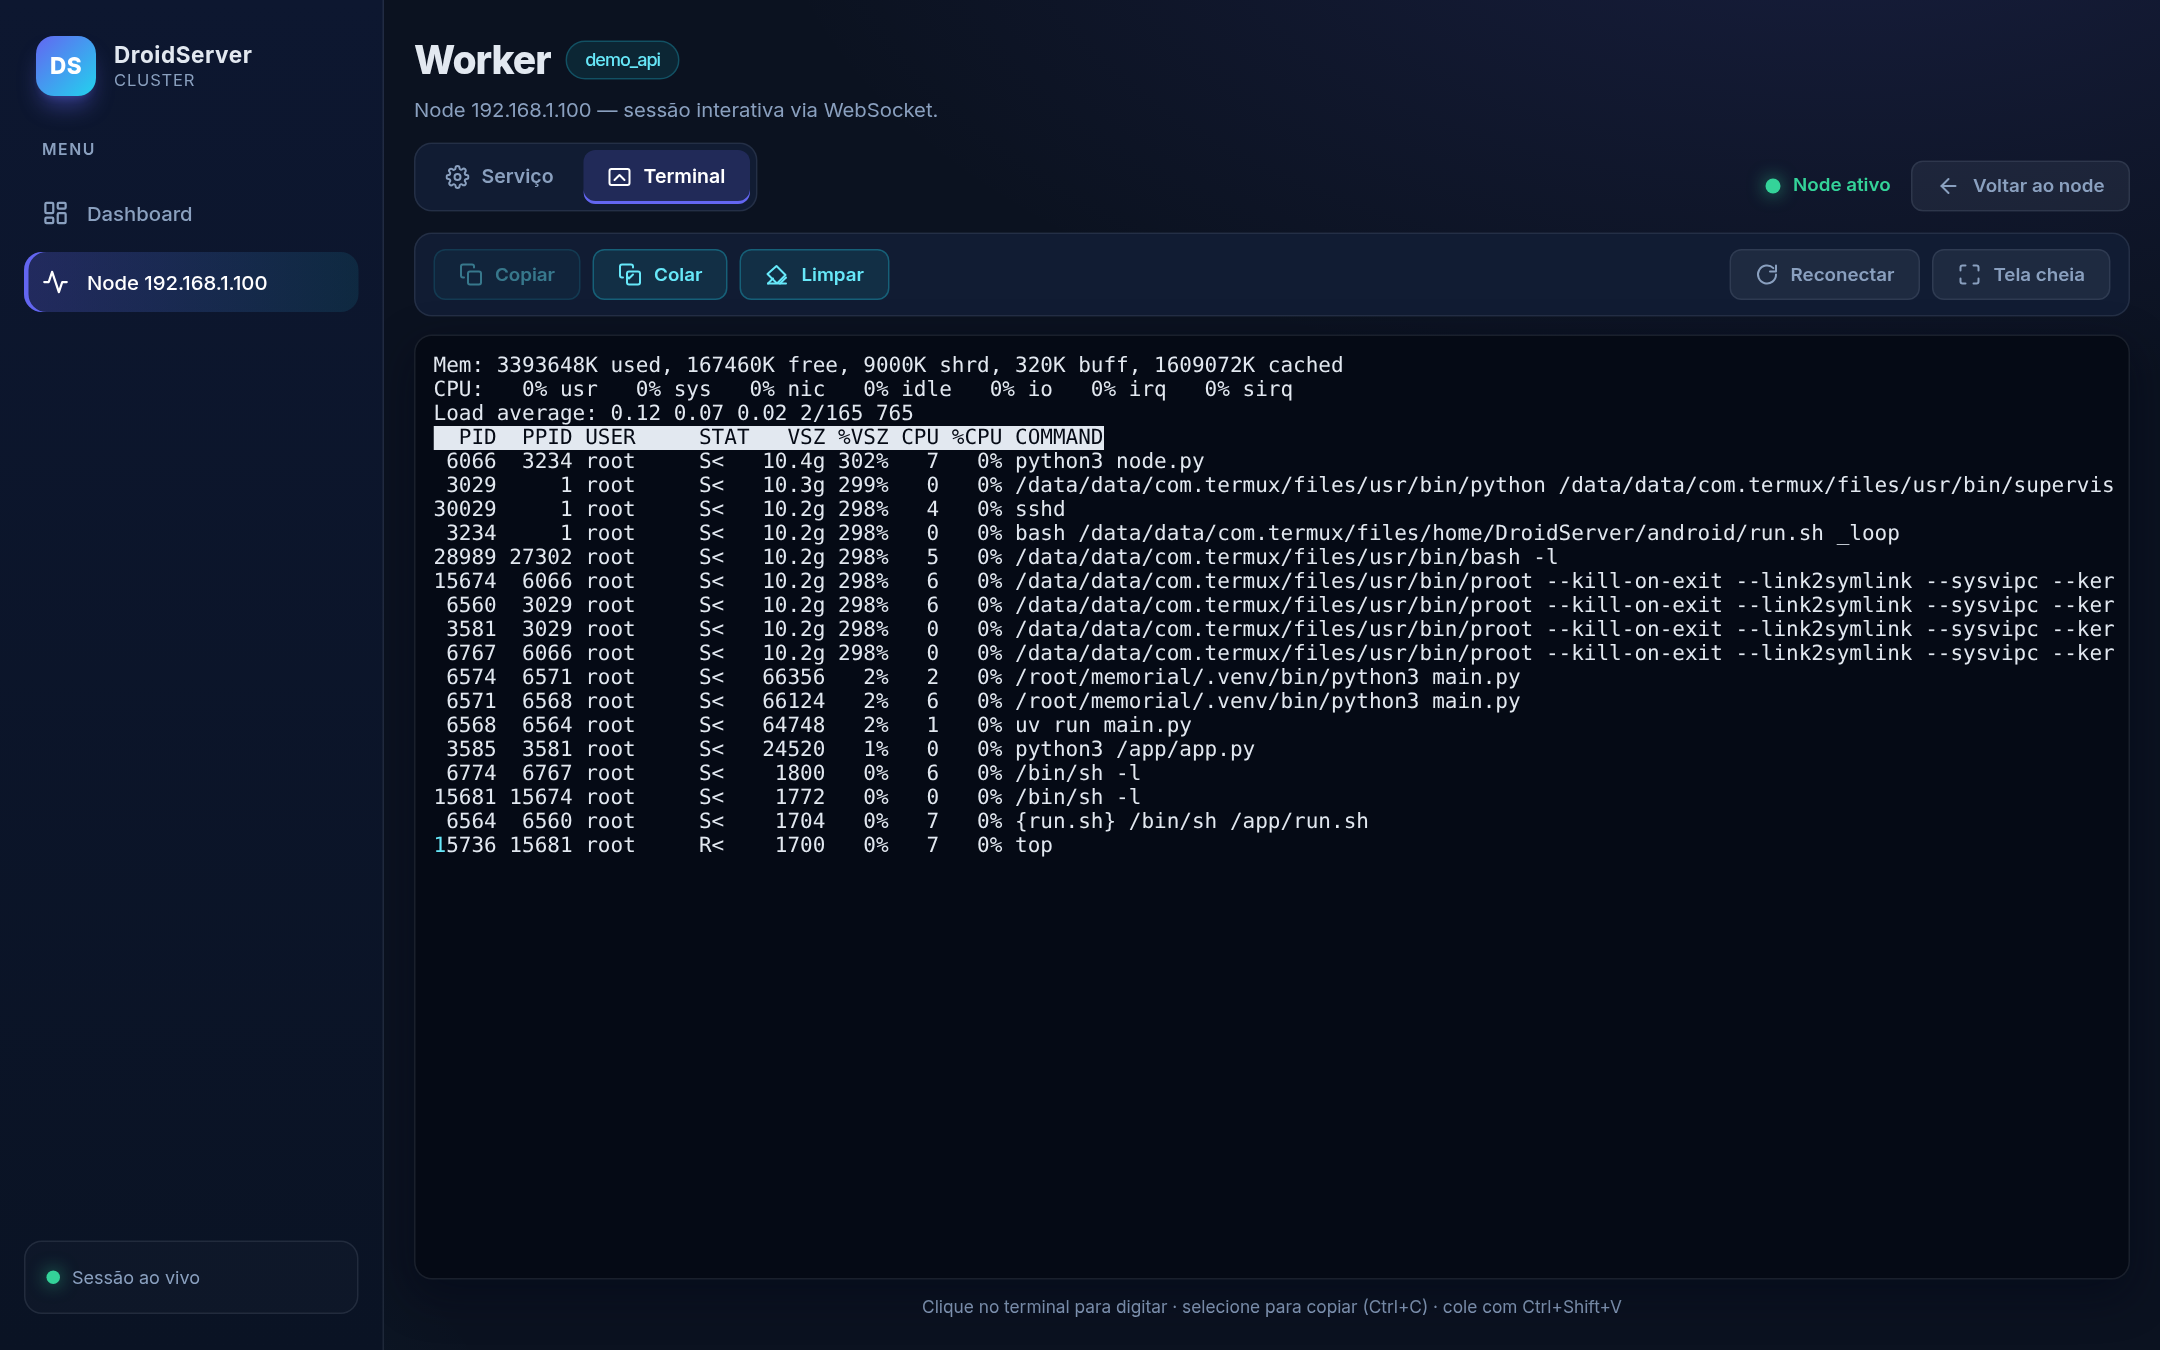 DS
DroidServer
CLUSTER
MENU
Dashboard
Node 192.168.1.100
Sessão ao vivo
Worker demo_api
Node 192.168.1.100 — sessão interativa via WebSocket.
Serviço Terminal
Node ativo Voltar ao node
Copiar Colar Limpar Reconectar Tela cheia
Mem: 3393648K used, 167460K free, 9000K shrd, 320K buff, 1609072K cached
CPU:   0% usr   0% sys   0% nic   0% idle   0% io   0% irq   0% sirq
Load average: 0.12 0.07 0.02 2/165 765
  PID  PPID USER     STAT   VSZ %VSZ CPU %CPU COMMAND
 6066  3234 root     S<   10.4g 302%   7   0% python3 node.py
 3029     1 root     S<   10.3g 299%   0   0% /data/data/com.termux/files/usr/bin/python /data/data/com.termux/files/usr/bin/supervis
30029     1 root     S<   10.2g 298%   4   0% sshd
 3234     1 root     S<   10.2g 298%   0   0% bash /data/data/com.termux/files/home/DroidServer/android/run.sh _loop
28989 27302 root     S<   10.2g 298%   5   0% /data/data/com.termux/files/usr/bin/bash -l
15674  6066 root     S<   10.2g 298%   6   0% /data/data/com.termux/files/usr/bin/proot --kill-on-exit --link2symlink --sysvipc --ker
 6560  3029 root     S<   10.2g 298%   6   0% /data/data/com.termux/files/usr/bin/proot --kill-on-exit --link2symlink --sysvipc --ker
 3581  3029 root     S<   10.2g 298%   0   0% /data/data/com.termux/files/usr/bin/proot --kill-on-exit --link2symlink --sysvipc --ker
 6767  6066 root     S<   10.2g 298%   0   0% /data/data/com.termux/files/usr/bin/proot --kill-on-exit --link2symlink --sysvipc --ker
 6574  6571 root     S<   66356   2%   2   0% /root/memorial/.venv/bin/python3 main.py
 6571  6568 root     S<   66124   2%   6   0% /root/memorial/.venv/bin/python3 main.py
 6568  6564 root     S<   64748   2%   1   0% uv run main.py
 3585  3581 root     S<   24520   1%   0   0% python3 /app/app.py
 6774  6767 root     S<    1800   0%   6   0% /bin/sh -l
15681 15674 root     S<    1772   0%   0   0% /bin/sh -l
 6564  6560 root     S<    1704   0%   7   0% {run.sh} /bin/sh /app/run.sh
15736 15681 root     R<    1700   0%   7   0% top
Clique no terminal para digitar · selecione para copiar (Ctrl+C) · cole com Ctrl+Shift+V